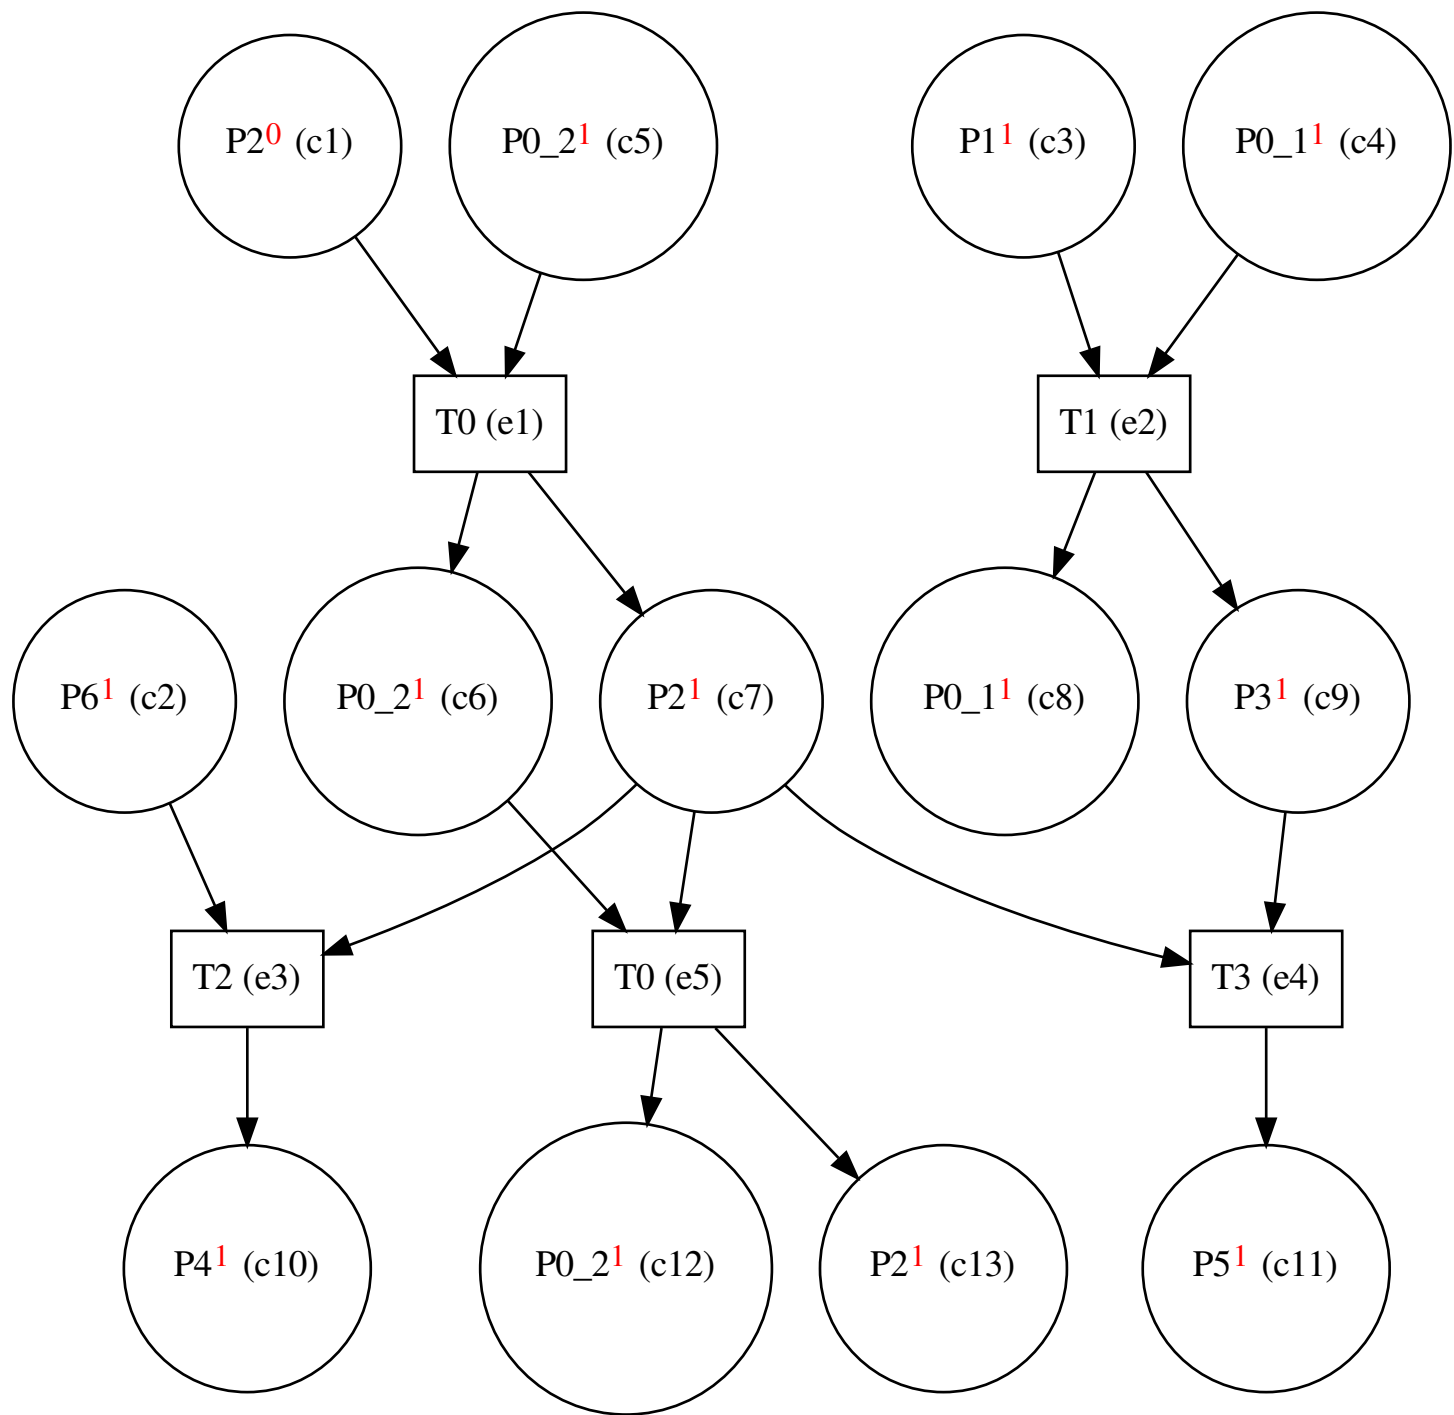 P2⁰ (c1)
P0_2¹ (c5)
P1¹ (c3)
P0_1¹ (c4)
T0 (e1)
T1 (e2)
P6¹ (c2)
P0_2¹ (c6)
P2¹ (c7)
P0_1¹ (c8)
P3¹ (c9)
T2 (e3)
T0 (e5)
T3 (e4)
P4¹ (c10)
P0_2¹ (c12)
P2¹ (c13)
P5¹ (c11)